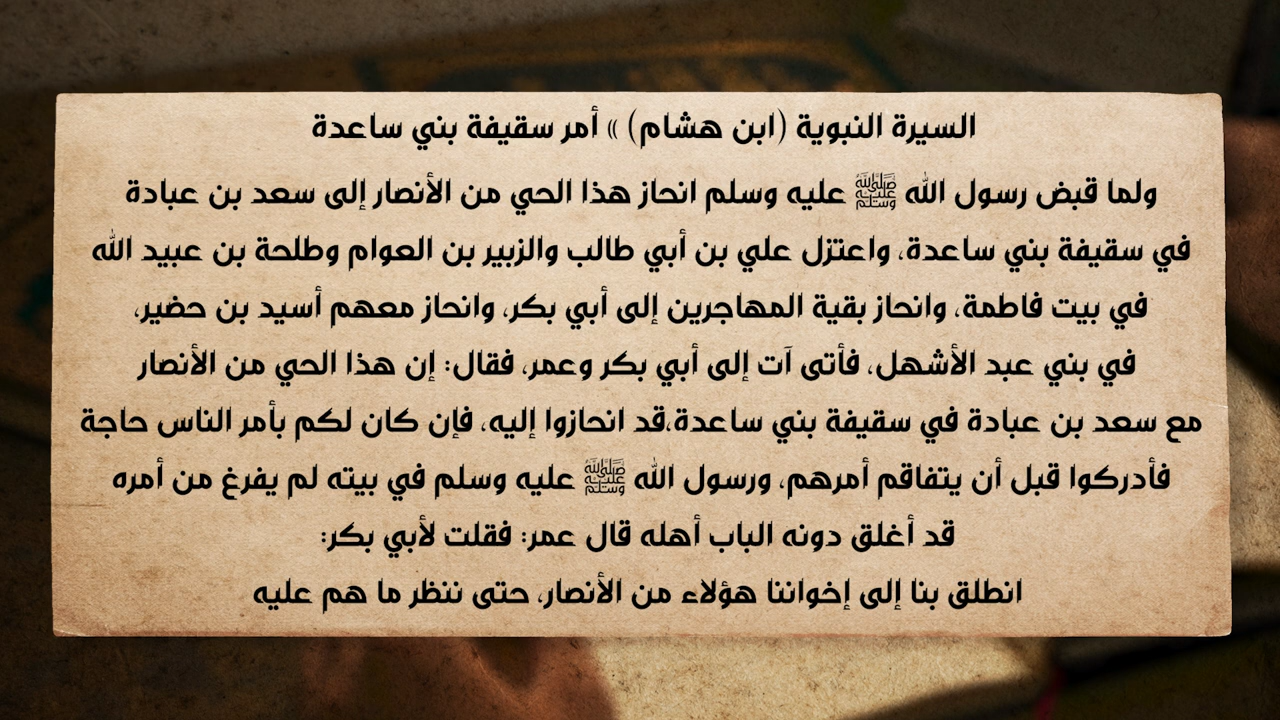 السيرة النبوية (ابن هشام) » أمر سقيفة بني ساعدة
ولما قبض رسول الله ﷺ عليه وسلم انحاز هذا الحي من الأنصار إلى سعد بن عبادة
في سقيفة بني ساعدة، واعتزل علي بن أبي طالب والزبير بن العوام وطلحة بن عبيد الله
في بيت فاطمة، وانحاز بقية المهاجرين إلى أبي بكر، وانحاز معهم أسيد بن حضير،
في بني عبد الأشهل، فأتى آت إلى أبي بكر وعمر، فقال: إن هذا الحي من الأنصار
مع سعد بن عبادة في سقيفة بني ساعدة،قد انحازوا إليه، فإن كان لكم بأمر الناس حاجة
فأدركوا قبل أن يتفاقم أمرهم، ورسول الله ﷺ عليه وسلم في بيته لم يفرغ من أمره
قد أغلق دونه الباب أهله قال عمر: فقلت لأبي بكر:
انطلق بنا إلى إخواننا هؤلاء من الأنصار، حتى ننظر ما هم عليه